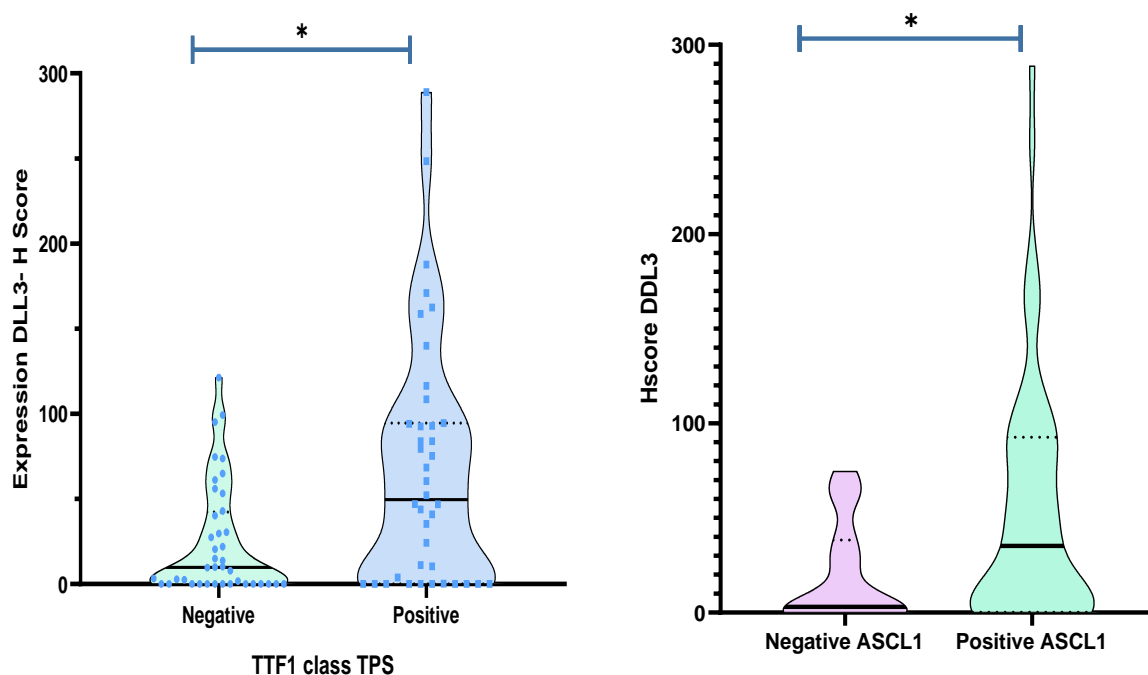 *
300
200
100
0
Expression DLL3- H Score
Negative
Positive
TTF1 class TPS
*
300
200
100
0
Hscore DDL3
Negative ASCL1
Positive ASCL1